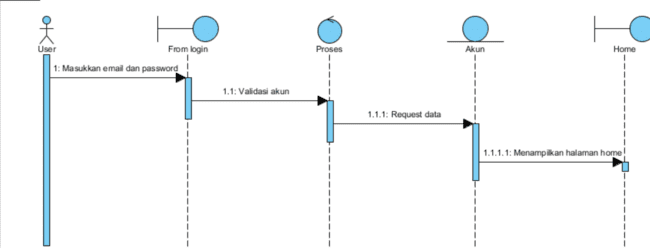 User
From login
Proses
Akun
Home
1: Masukkan email dan password
1.1: Validasi akun
1.1.1: Request data
1.1.1.1: Menampilkan halaman home